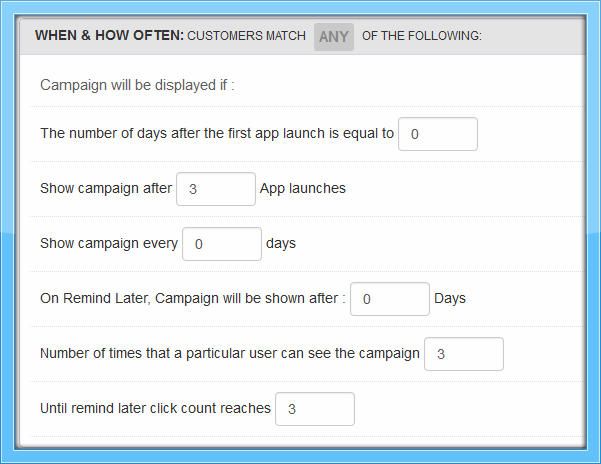 WHEN & HOW OFTEN: CUSTOMERS MATCH ANY OF THE FOLLOWING:
Campaign will be displayed if :
The number of days after the first app launch is equal to 0
Show campaign after 3 App launches
Show campaign every 0 days
On Remind Later, Campaign will be shown after : 0 Days
Number of times that a particular user can see the campaign 3
Until remind later click count reaches 3